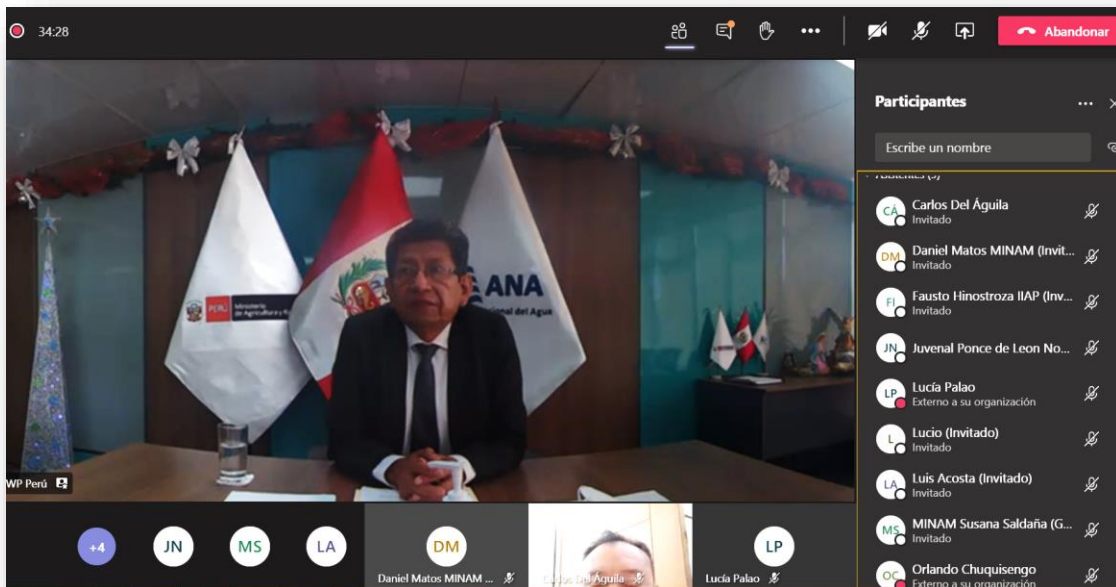 34:28
Abandonar
Participantes
Escribe un nombre
CÁ Carlos Del Águila
Invitado
DM Daniel Matos MINAM (Invit...
Invitado
FI Fausto Hinostroza IIAP (Inv...
Invitado
JN Juvenal Ponce de Leon No...
LP Lucía Palao
Externo a su organización
L Lucio (Invitado)
Invitado
LA Luis Acosta (Invitado)
Invitado
MS MINAM Susana Saldaña (G...
Invitado
OC Orlando Chuquisengo
Externo a su organización
PERÚ Ministerio
de Agricultura y
ANA
ional del Agua
WP Perú
+4 JN MS LA DM LP
Daniel Matos MINAM ... Carlos Del Águila Lucía Palao